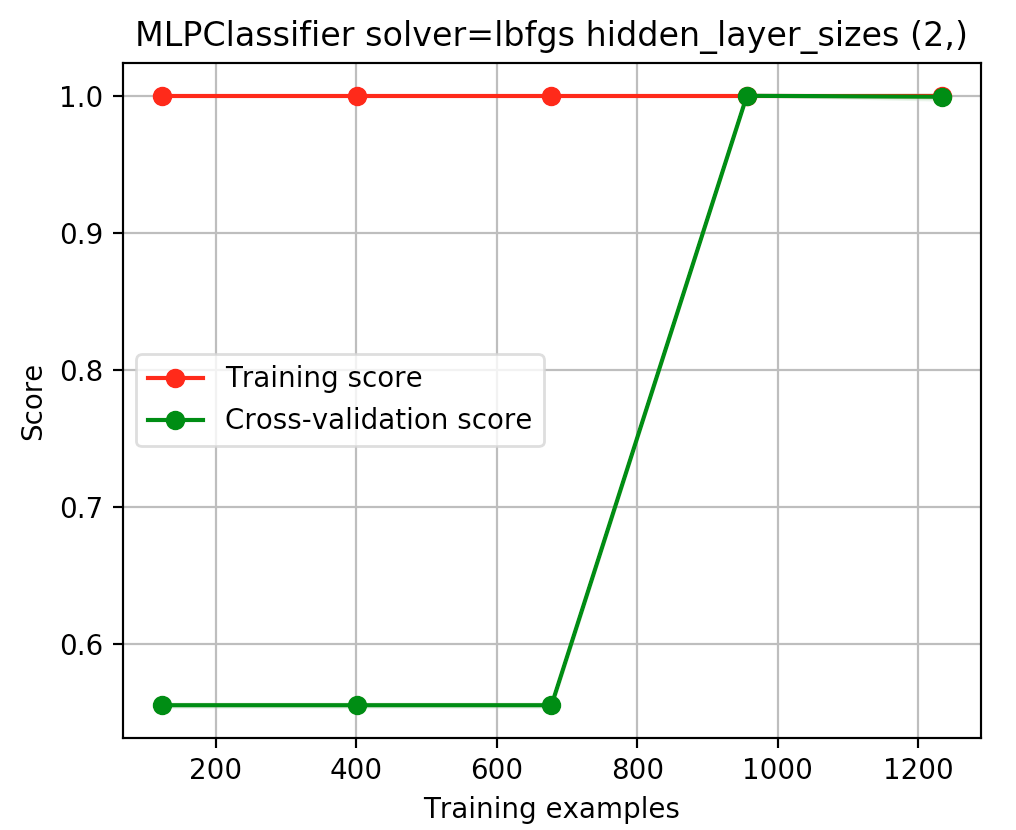 MLPClassifier solver=lbfgs hidden_layer_sizes (2,)
1.0
0.9
0.8
0.7
0.6
Score
Training score
Cross-validation score
200 400 600 800 1000 1200
Training examples